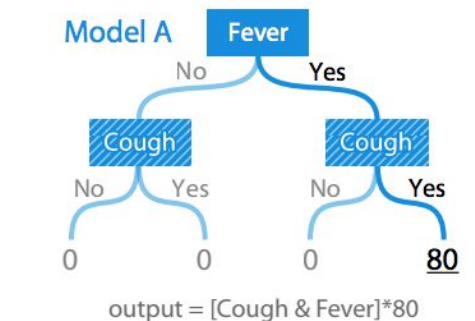 Model A
Fever
No Yes
Cough Cough
No Yes No Yes
0 0 0 80
output = [Cough & Fever]*80